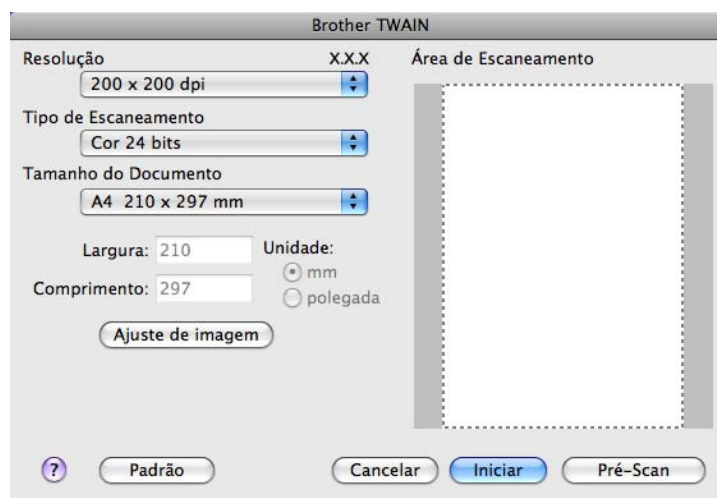 Brother TWAIN
Resolução X.X.X
200 x 200 dpi
Tipo de Escaneamento
Cor 24 bits
Tamanho do Documento
A4 210 x 297 mm
Largura: 210
Comprimento: 297
Unidade:
mm
polegada
Ajuste de imagem
Área de Escaneamento
? Padrão Cancelar Iniciar Pré-Scan